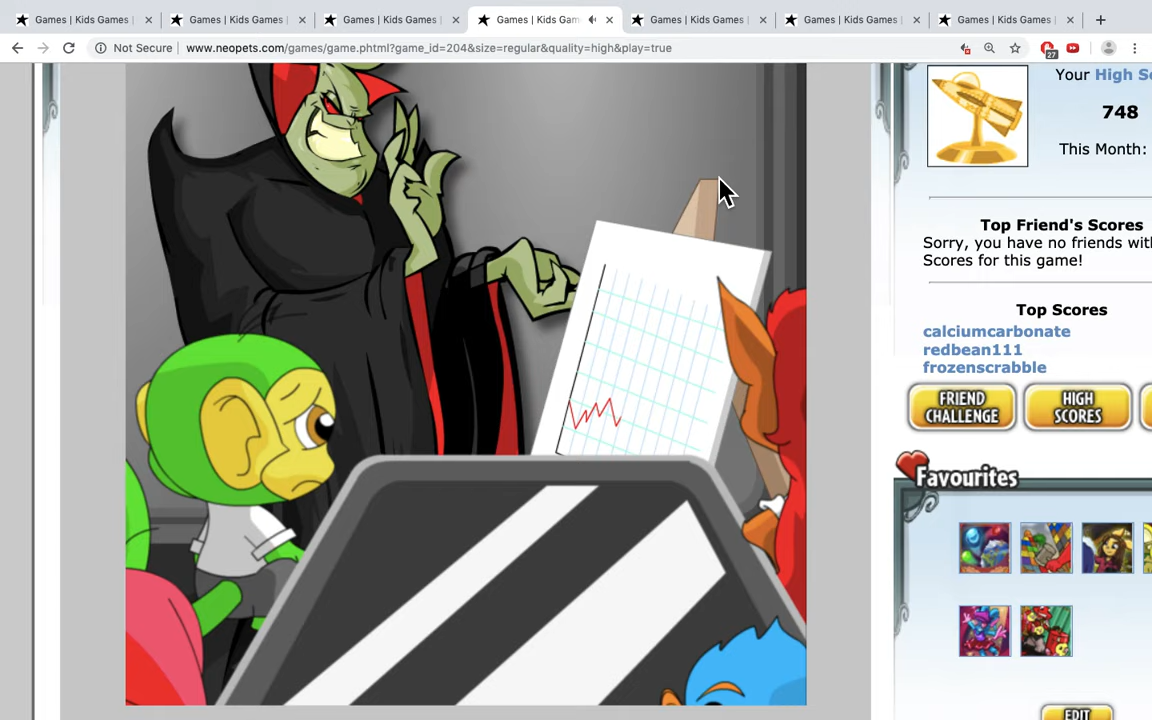 Games | Kids Games |
Games | Kids Games |
Games | Kids Games |
Games | Kids Gam
Games | Kids Games |
Games | Kids Games |
Games | Kids Games |
Not Secure | www.neopets.com/games/game.phtml?game_id=204&size=regular&quality=high&play=true
27
Your High Sc
748
This Month:
Top Friend's Scores
Sorry, you have no friends with
Scores for this game!
Top Scores
calciumcarbonate
redbean111
frozenscrabble
FRIEND CHALLENGE
HIGH SCORES
Favourites
EDIT